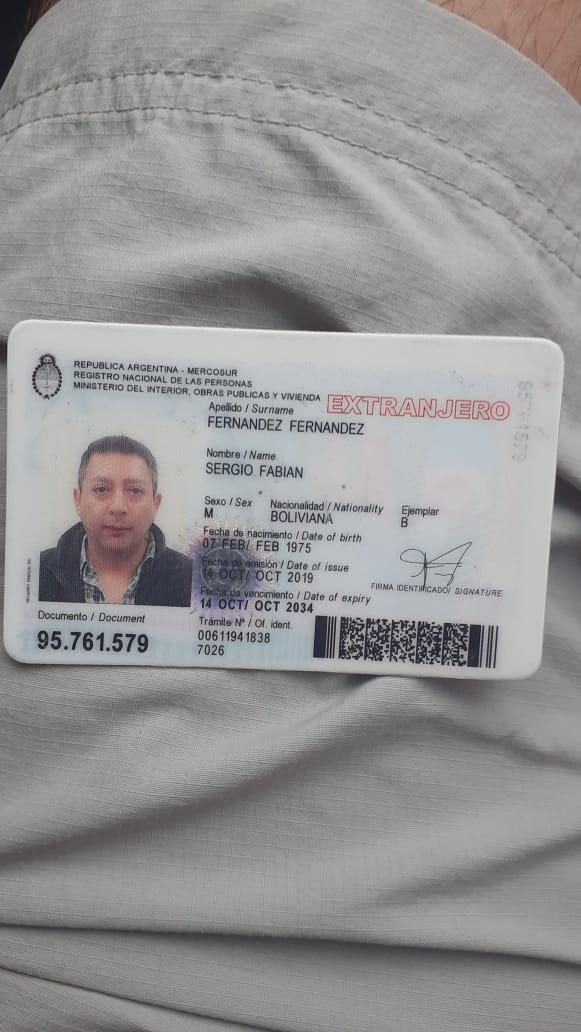 REPUBLICA ARGENTINA - MERCOSUR
REGISTRO NACIONAL DE LAS PERSONAS
MINISTERIO DEL INTERIOR, OBRAS PUBLICAS Y VIVIENDA
EXTRANJERO
Apellido / Surname
FERNANDEZ FERNANDEZ
Nombre / Name
SERGIO FABIAN
Sexo / Sex Nacionalidad / Nationality Ejemplar
M BOLIVIANA B
Fecha de nacimiento / Date of birth
07 FEB/ FEB 1975
Fecha de emisión / Date of issue
14 OCT/ OCT 2019
FIRMA IDENTIFICADO/ SIGNATURE
Fecha de vencimiento / Date of expiry
14 OCT/ OCT 2034
Documento / Document
95.761.579
Trámite Nº / Of. ident.
00611941838
7026